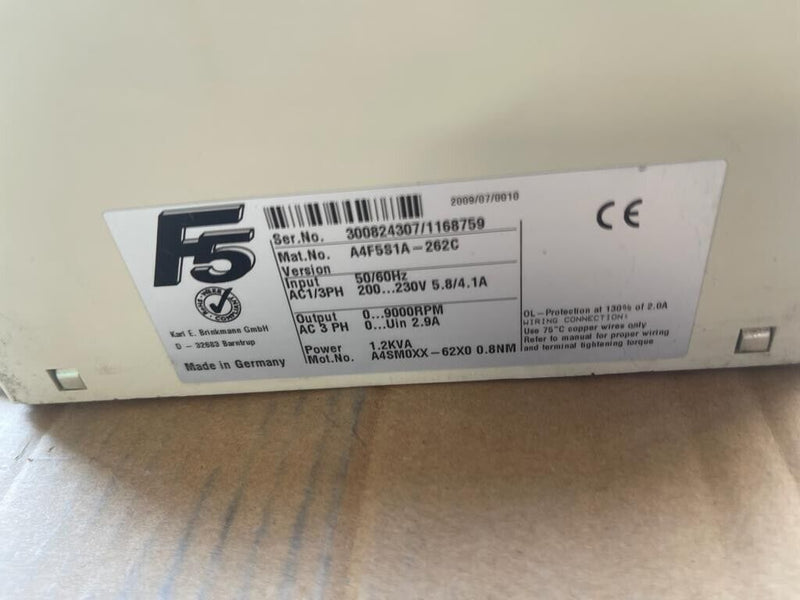 F5
2009/07/0010
CE
Ser.No. 300824307/1168759
Mat.No. A4F5S1A-262C
Version
Input 50/60Hz
AC1/3PH 200...230V 5.8/4.1A
Output 0...9000RPM
AC 3 PH 0...Uin 2.9A
Power 1.2KVA
Mot.No. A4SM0XX-62X0 0.8NM
Karl E. Brinkmann GmbH
D - 32683 Barntrup
Made in Germany
OL-Protection at 130% of 2.0A
WIRING CONNECTION:
Use 75°C copper wires only
Refer to manual for proper wiring
and terminal tightening torque